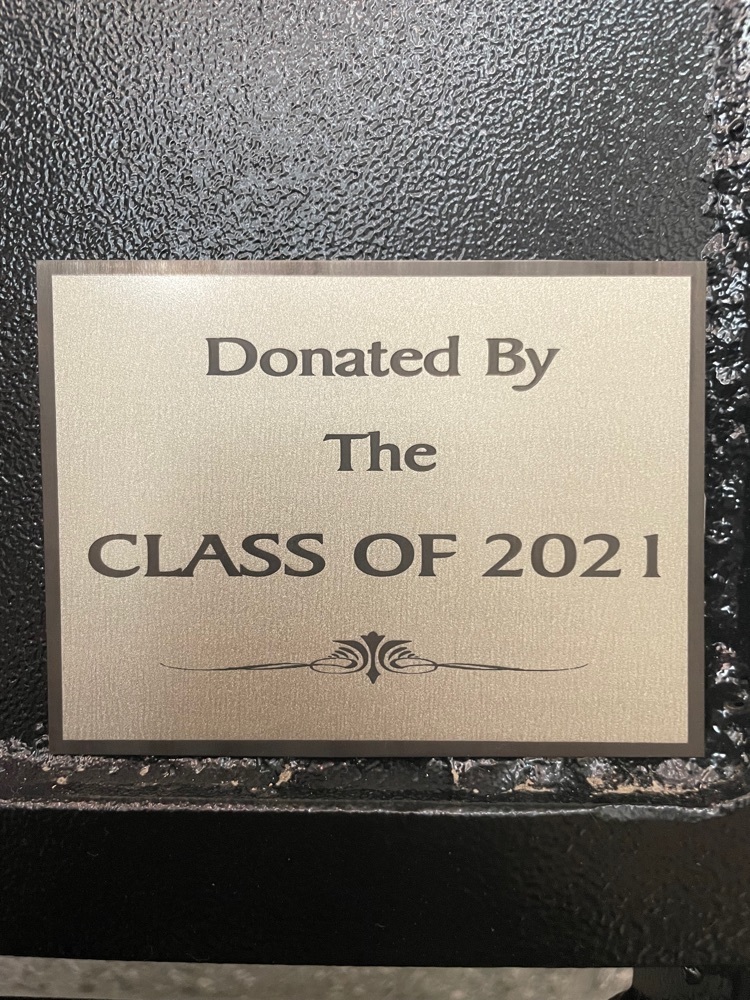 Donated By
The
CLASS OF 2021